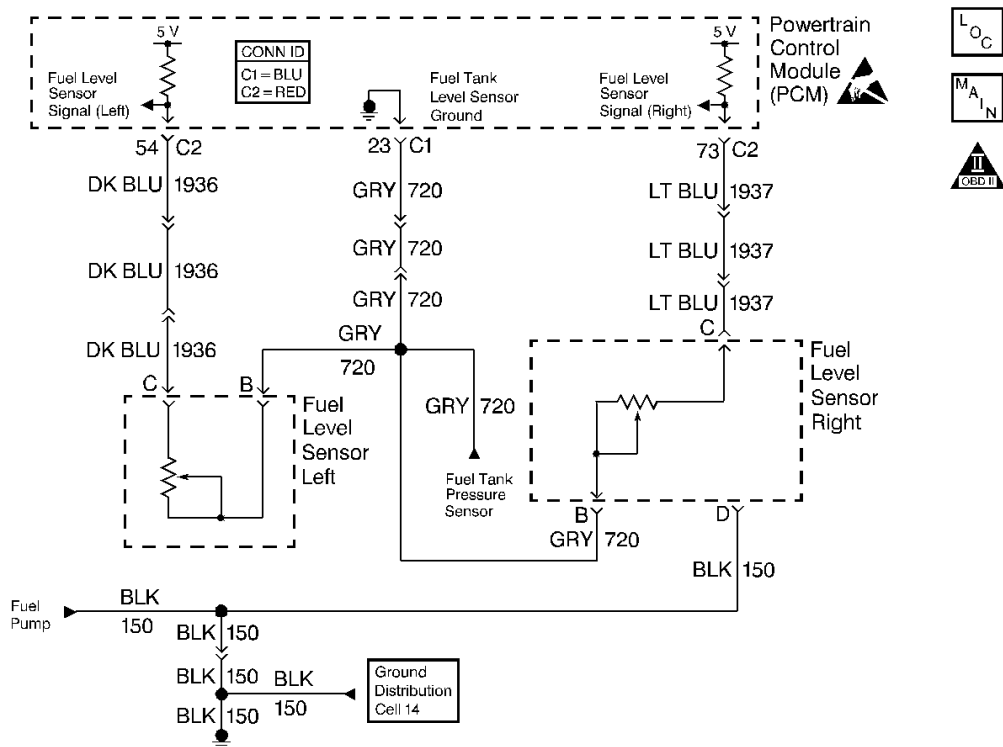 5 V
CONN ID
C1 = BLU
C2 = RED
Fuel Level
Sensor
Signal (Left)
Fuel Tank
Level Sensor
Ground
5 V
Fuel Level
Sensor
Signal (Right)
Powertrain
Control
Module
(PCM)
LOC
MAIN
II
OBD II
54 C2
23 C1
73 C2
DK BLU 1936
GRY 720
LT BLU 1937
DK BLU 1936
GRY 720
LT BLU 1937
DK BLU 1936
GRY 720
LT BLU 1937
GRY
720
C
B
C
Fuel
Level
Sensor
Left
GRY 720
Fuel Tank
Pressure
Sensor
Fuel
Level
Sensor
Right
B
D
GRY 720
BLK 150
Fuel
Pump
BLK
150
BLK 150
BLK 150
BLK
150
BLK 150
Ground
Distribution
Cell 14